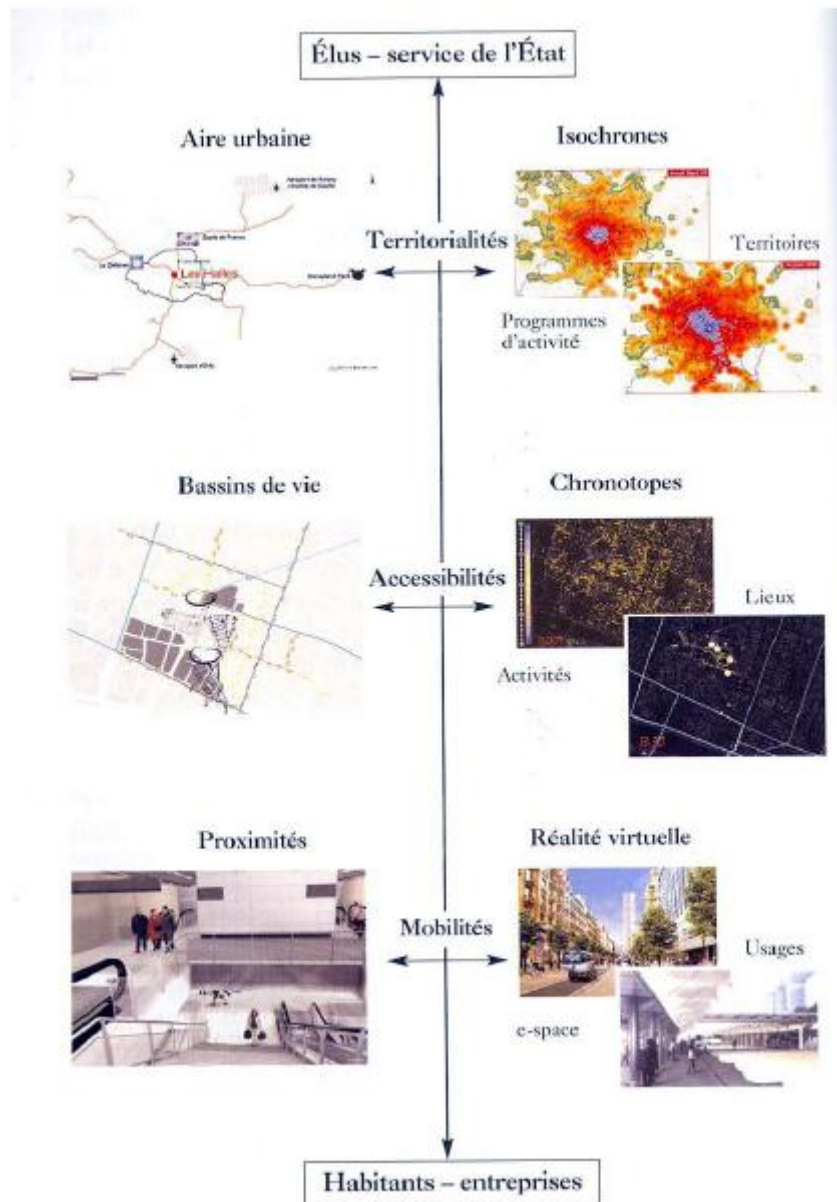 Élus – service de l'État
Aire urbaine
Isochrones
Les Halles
Territorialités
Territoires
Programmes
d'activité
Bassins de vie
Chronotopes
Accessibilités
Lieux
Activités
Proximités
Réalité virtuelle
Mobilités
Usages
e-space
Habitants – entreprises